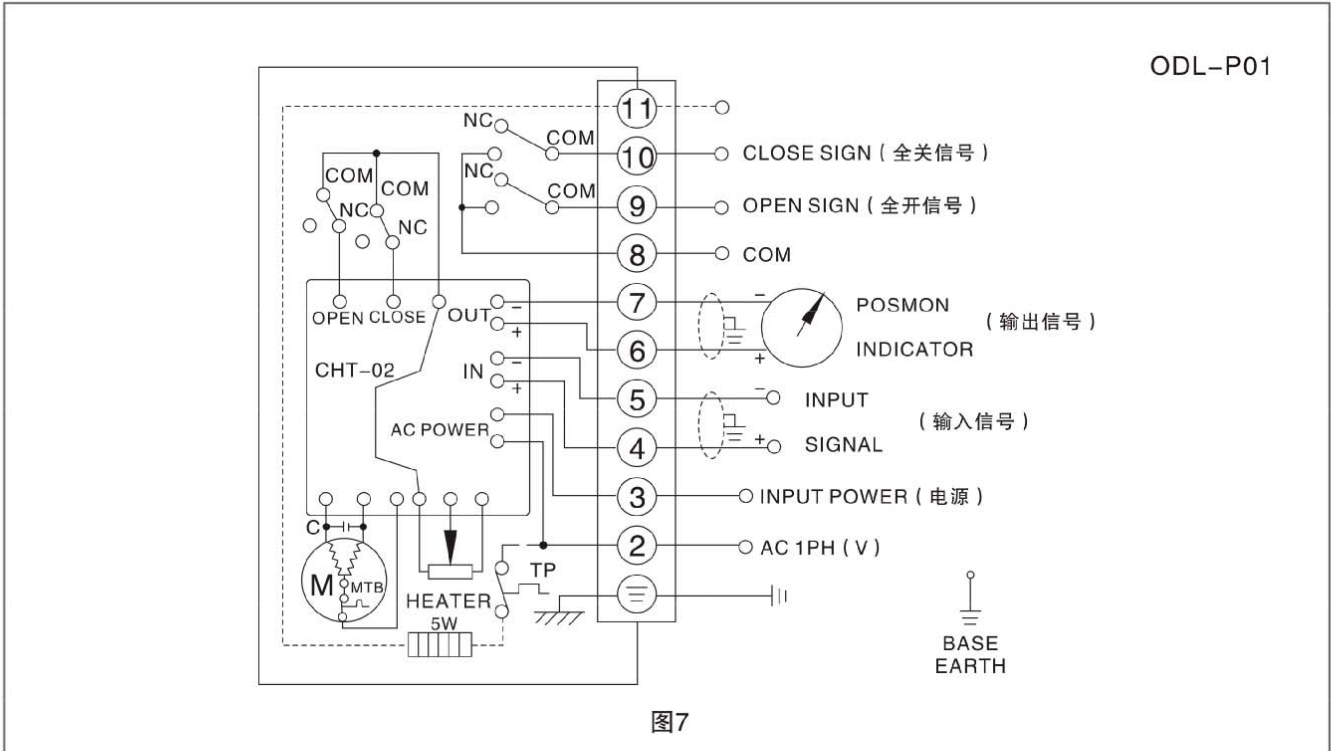 ODL-P01
11
NC
COM
10
CLOSE SIGN（全关信号）
COM
COM
NC
COM
NC
NC
9
OPEN SIGN（全开信号）
8
COM
OPEN CLOSE
OUT
-
+
7
-
POSMON
（输出信号）
6
+
INDICATOR
CHT-02
IN
-
+
5
-
INPUT
（输入信号）
4
+
SIGNAL
AC POWER
3
INPUT POWER（电源）
C
2
AC 1PH（V）
M
MTB
TP
HEATER
5W
BASE
EARTH
图7